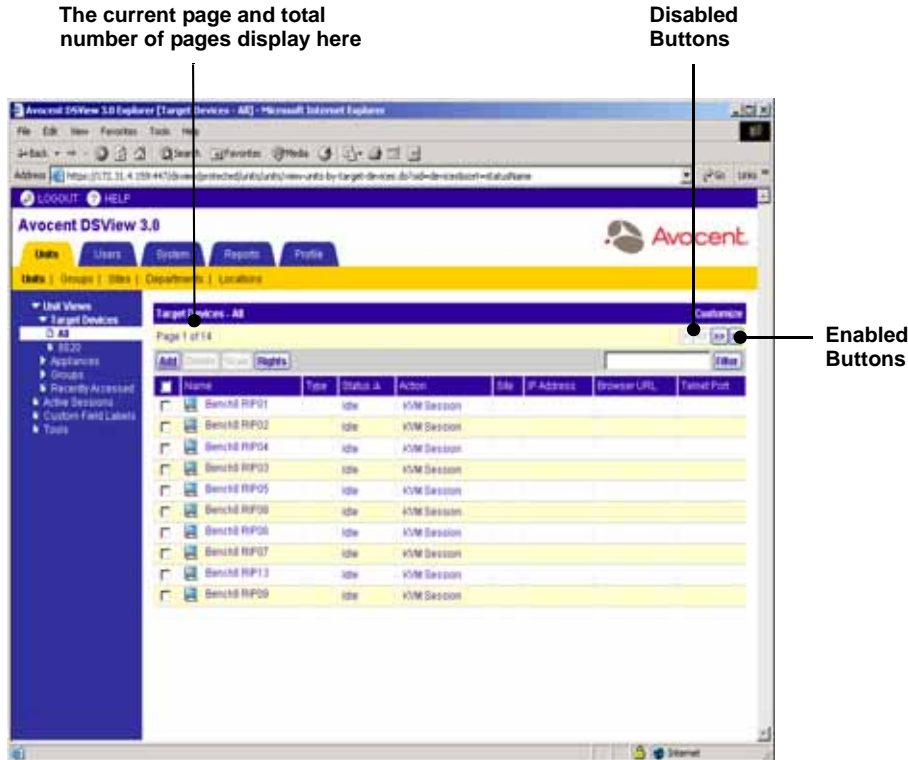 The current page and total
number of pages display here
Disabled
Buttons
Enabled
Buttons
Avocent DSView 3.0 Explorer [Target Devices - All] - Microsoft Internet Explorer
File Edit View Favorites Tools Help
Back Search Favorites Media
Address Go Links
LOGOUT HELP
Avocent DSView 3.0
Avocent
Units Users System Reports Profile
Units | Groups | Sites | Departments | Locations
Unit Views
Target Devices
All
Appliances
Groups
Recently Accessed
Active Sessions
Custom Field Labels
Tools
Target Devices - All Customize
Page 1 of 14
>>
Add Delete Rights Filter
Name Type Status Action Site IP Address Browser URL Telnet Port
Bench8 RIP01 Idle KVM Session
Bench8 RIP02 Idle KVM Session
Bench8 RIP04 Idle KVM Session
Bench8 RIP03 Idle KVM Session
Bench8 RIP05 Idle KVM Session
Bench8 Idle KVM Session
Bench8 Idle KVM Session
Bench8 RIP07 Idle KVM Session
Bench8 RIP13 Idle KVM Session
Bench8 RIP09 Idle KVM Session
Internet